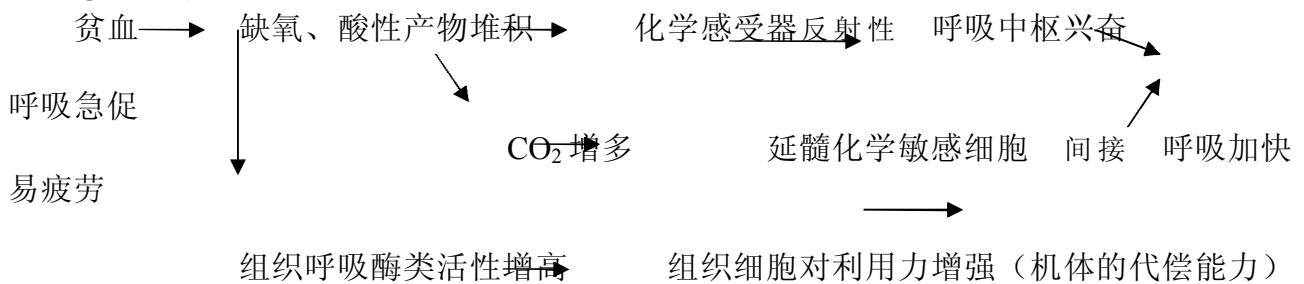 贫血 缺氧、酸性产物堆积 化学感受器反射性 呼吸中枢兴奋
呼吸急促
CO₂增多 延髓化学敏感细胞 间接 呼吸加快
易疲劳
组织呼吸酶类活性增高 组织细胞对利用力增强（机体的代偿能力）